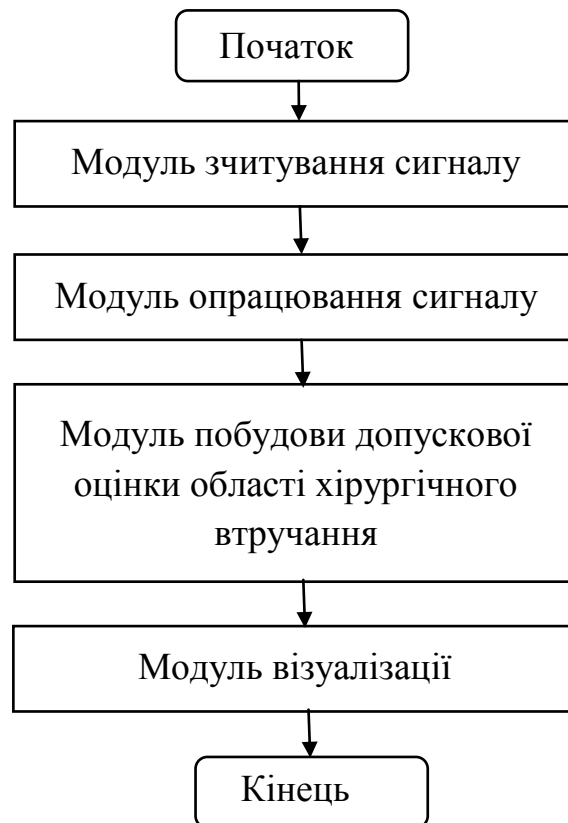 Початок
Модуль зчитування сигналу
Модуль опрацювання сигналу
Модуль побудови допускової
оцінки області хірургічного
втручання
Модуль візуалізації
Кінець